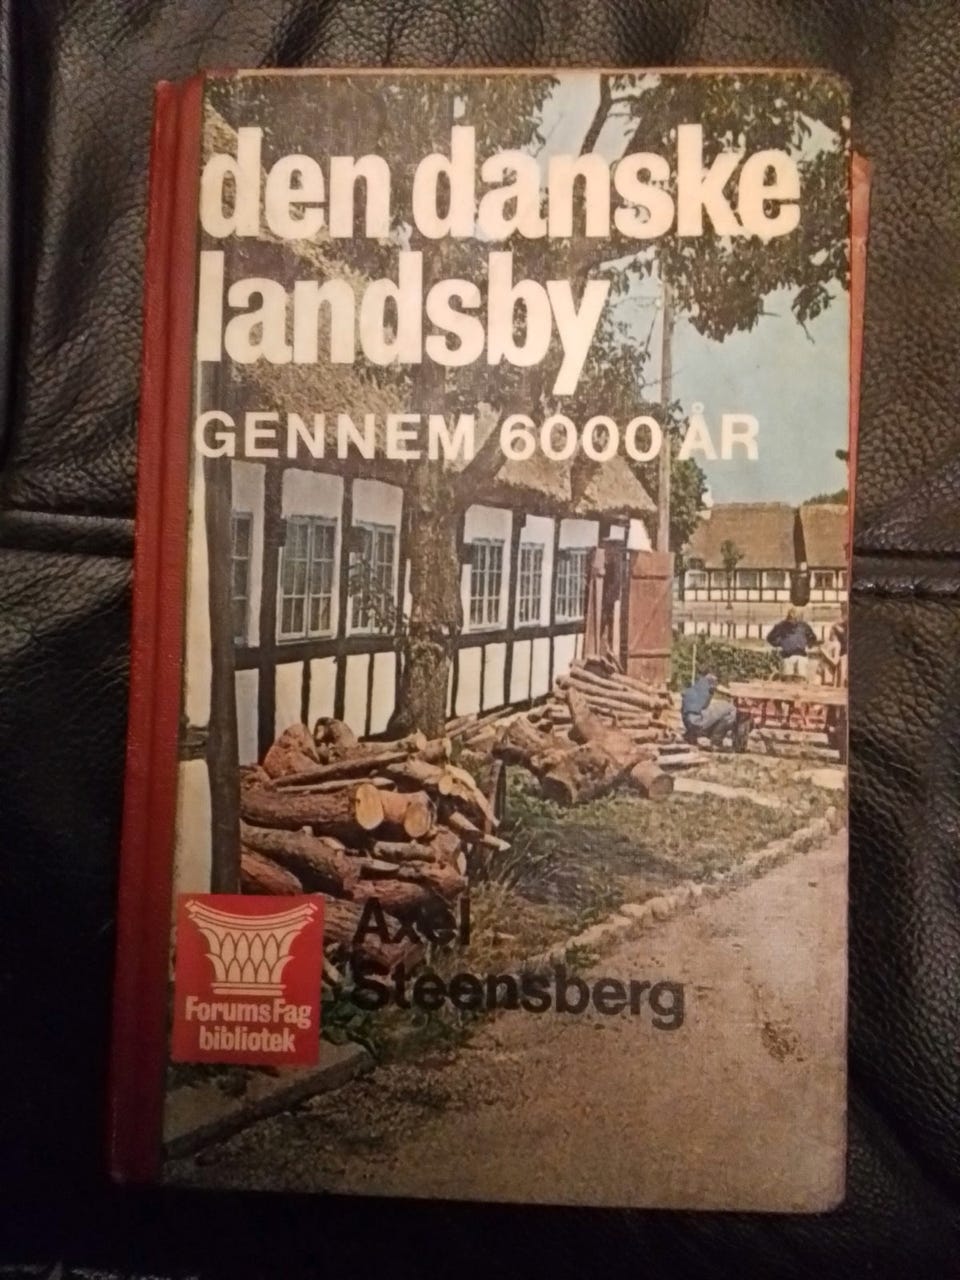 den danske
landsby
GENNEM 6000 ÅR
Axel
Steensberg
Forums Fag
bibliotek